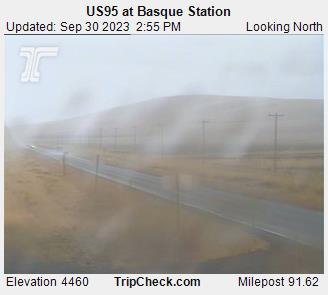 US95 at Basque Station
Updated: Sep 30 2023 2:55 PM Looking North
Elevation 4460 TripCheck.com Milepost 91.62